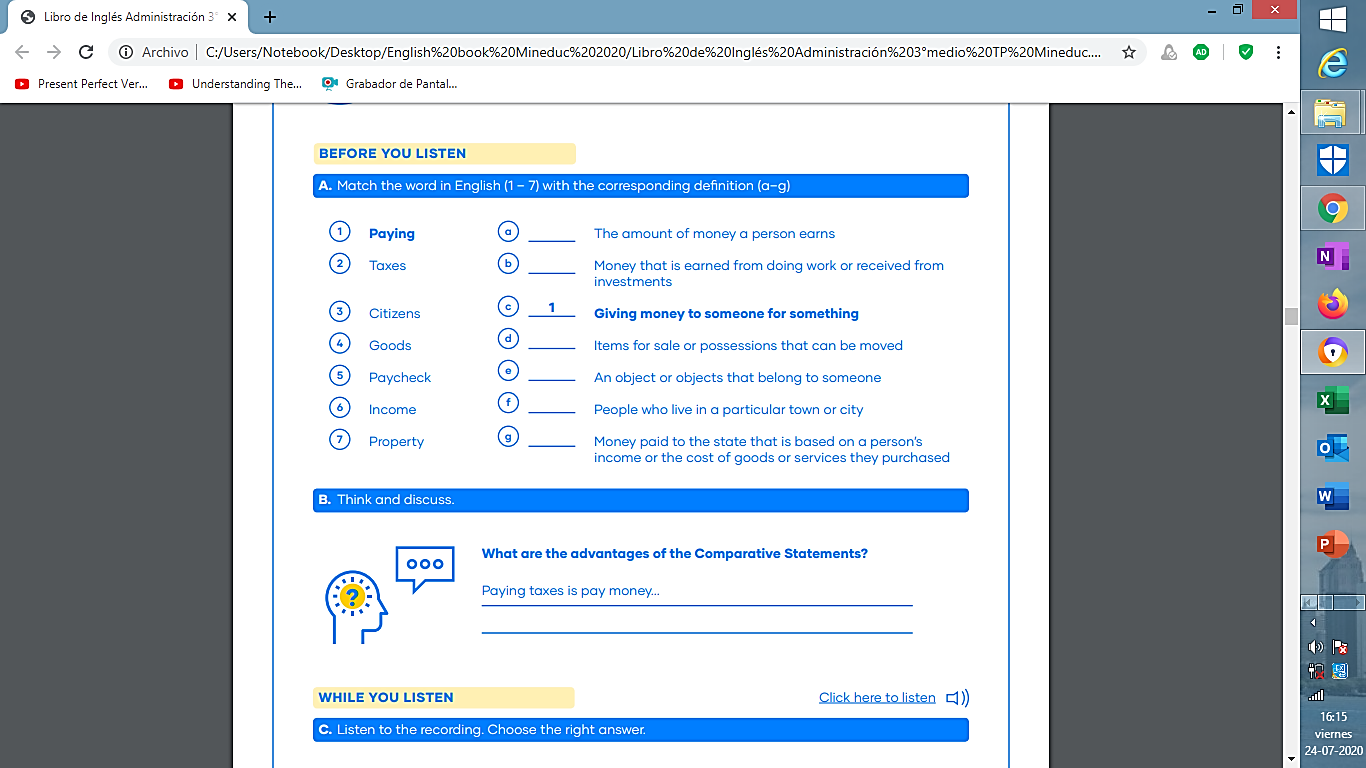 Libro de Inglés Administración 3°
Archivo
C:/Users/Notebook/Desktop/English%20book%20Mineduc%202020/Libro%20de%20Inglés%20Administración%203°medio%20TP%20Mineduc....
AD
Present Perfect Ver...
Understanding The...
Grabador de Pantal...
BEFORE YOU LISTEN
A. Match the word in English (1 – 7) with the corresponding definition (a–g)
1 Paying a ______ The amount of money a person earns
2 Taxes b ______ Money that is earned from doing work or received from
investments
3 Citizens c 1 Giving money to someone for something
4 Goods d ______ Items for sale or possessions that can be moved
5 Paycheck e ______ An object or objects that belong to someone
6 Income f ______ People who live in a particular town or city
7 Property g ______ Money paid to the state that is based on a person's
income or the cost of goods or services they purchased
B. Think and discuss.
What are the advantages of the Comparative Statements?
?
Paying taxes is pay money...
WHILE YOU LISTEN
Click here to listen
C. Listen to the recording. Choose the right answer.
N
X
O
W
P
16:15
viernes
24-07-2020